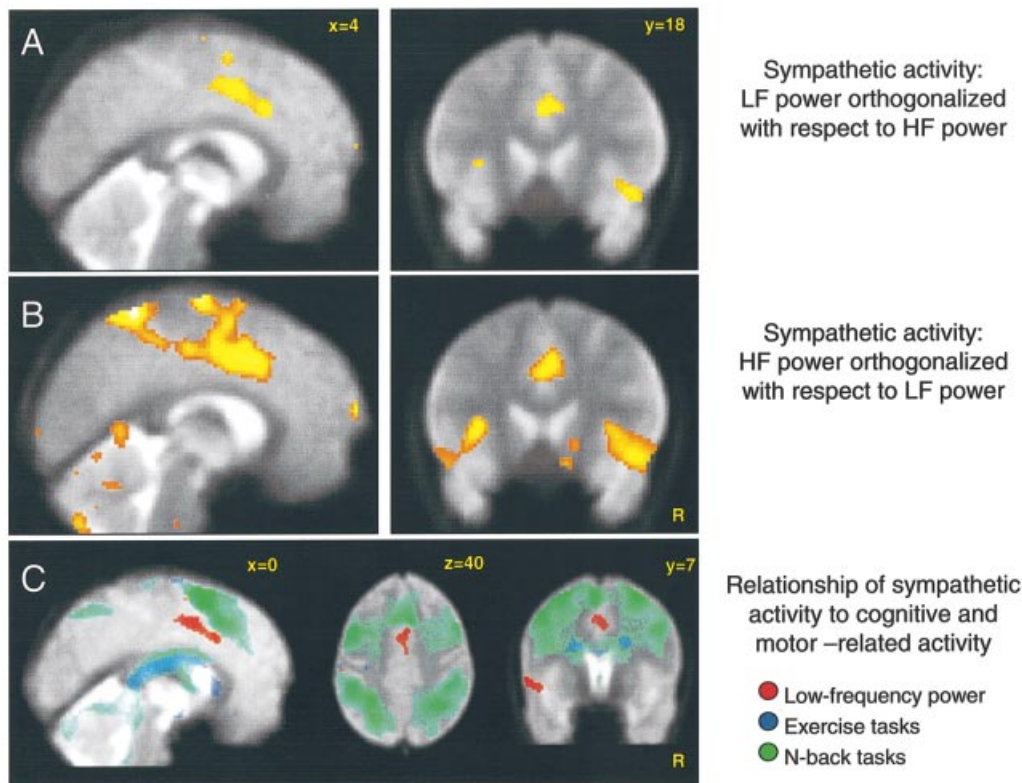 A
x=4
y=18
Sympathetic activity:
LF power orthogonalized
with respect to HF power
B
R
Sympathetic activity:
HF power orthogonalized
with respect to LF power
C
x=0
z=40
y=7
R
Relationship of sympathetic
activity to cognitive and
motor –related activity
Low-frequency power
Exercise tasks
N-back tasks